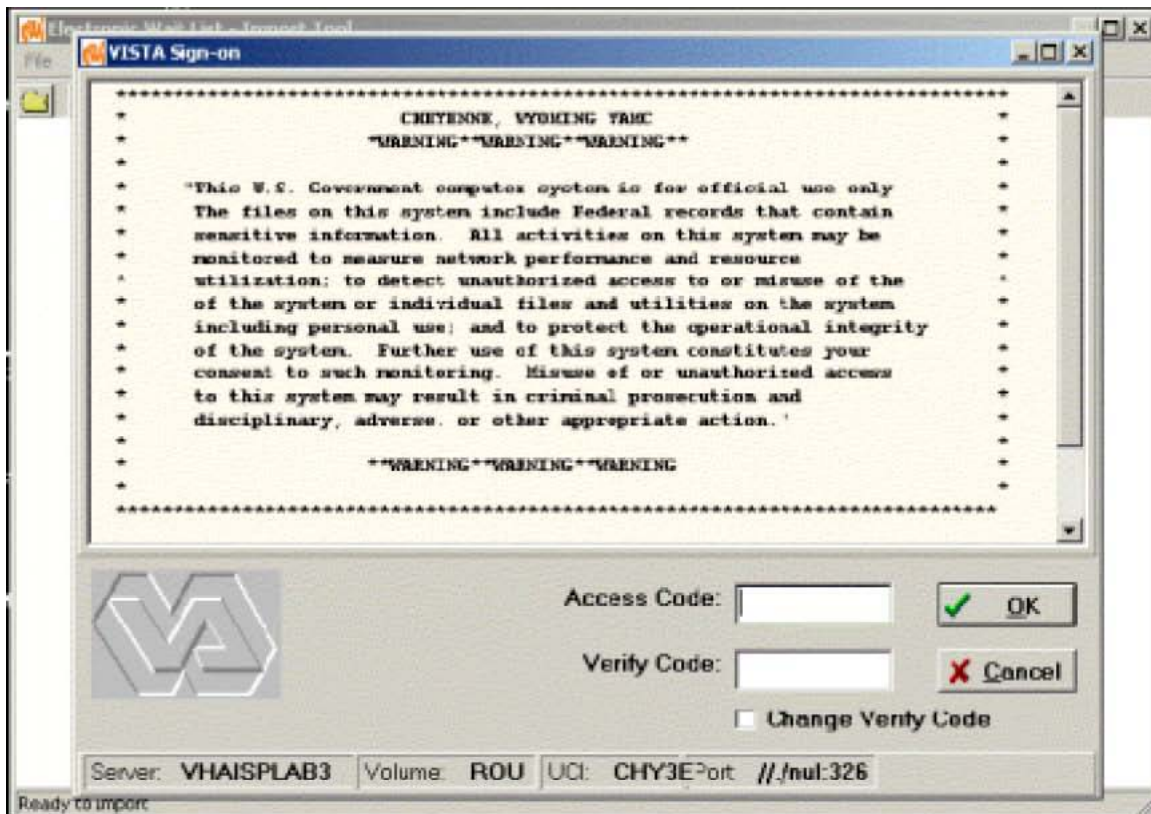 Electronic Wait List - Import Tool
File
VISTA Sign-on
*******************************************************************************
* CHEYENNE, WYOMING VAMC *
* *WARNING**WARNING**WARNING** *
* *
* "This U.S. Government computer system is for official use only *
* The files on this system include Federal records that contain *
* sensitive information. All activities on this system may be *
* monitored to measure network performance and resource *
* utilization; to detect unauthorized access to or misuse of the *
* of the system or individual files and utilities on the system *
* including personal use; and to protect the operational integrity *
* of the system. Further use of this system constitutes your *
* consent to such monitoring. Misuse of or unauthorized access *
* to this system may result in criminal prosecution and *
* disciplinary, adverse. or other appropriate action.' *
* *
* **WARNING**WARNING**WARNING *
* *
*******************************************************************************
VA
Access Code:
OK
Verify Code:
Cancel
Change Verify Code
Server: VHAISPLAB3 Volume: ROU UCI: CHY3E Port: //./nul:326
Ready to import